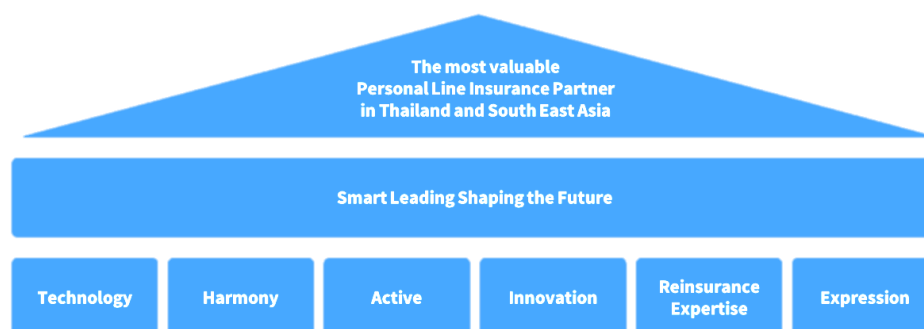 The most valuable
Personal Line Insurance Partner
in Thailand and South East Asia
Smart Leading Shaping the Future
Technology
Harmony
Active
Innovation
Reinsurance
Expertise
Expression